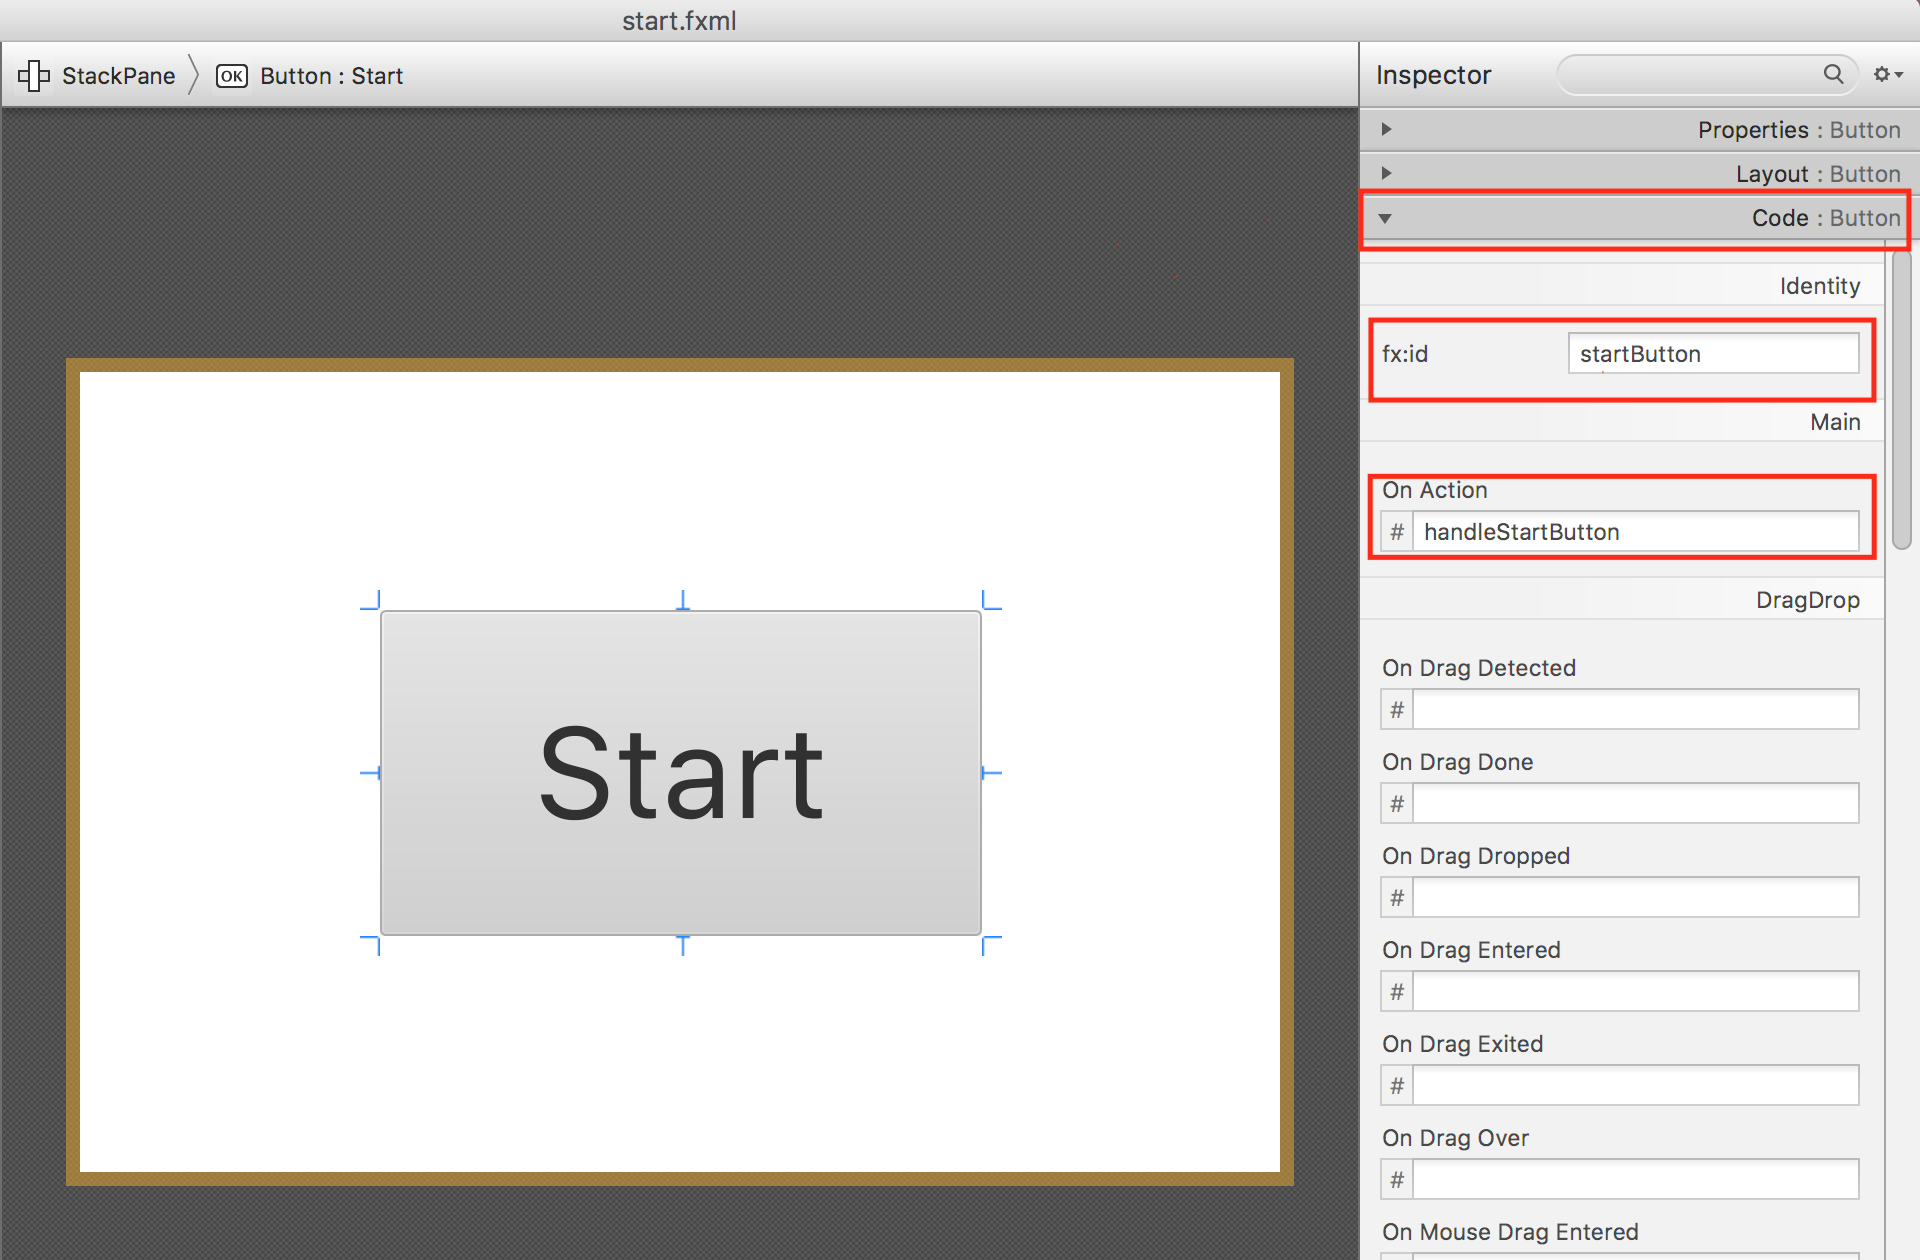 start.fxml
StackPane
OK Button : Start
Inspector
Properties : Button
Layout : Button
Code : Button
Identity
fx:id startButton
Main
On Action
# handleStartButton
DragDrop
On Drag Detected
#
On Drag Done
#
On Drag Dropped
#
On Drag Entered
#
On Drag Exited
#
On Drag Over
#
On Mouse Drag Entered
Start